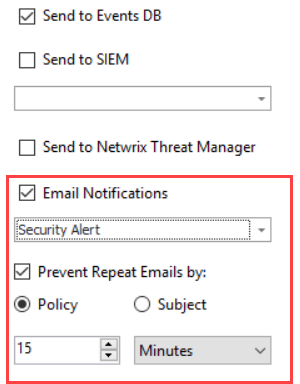 Send to Events DB
Send to SIEM
Send to Netwrix Threat Manager
Email Notifications
Security Alert
Prevent Repeat Emails by:
Policy Subject
15 Minutes